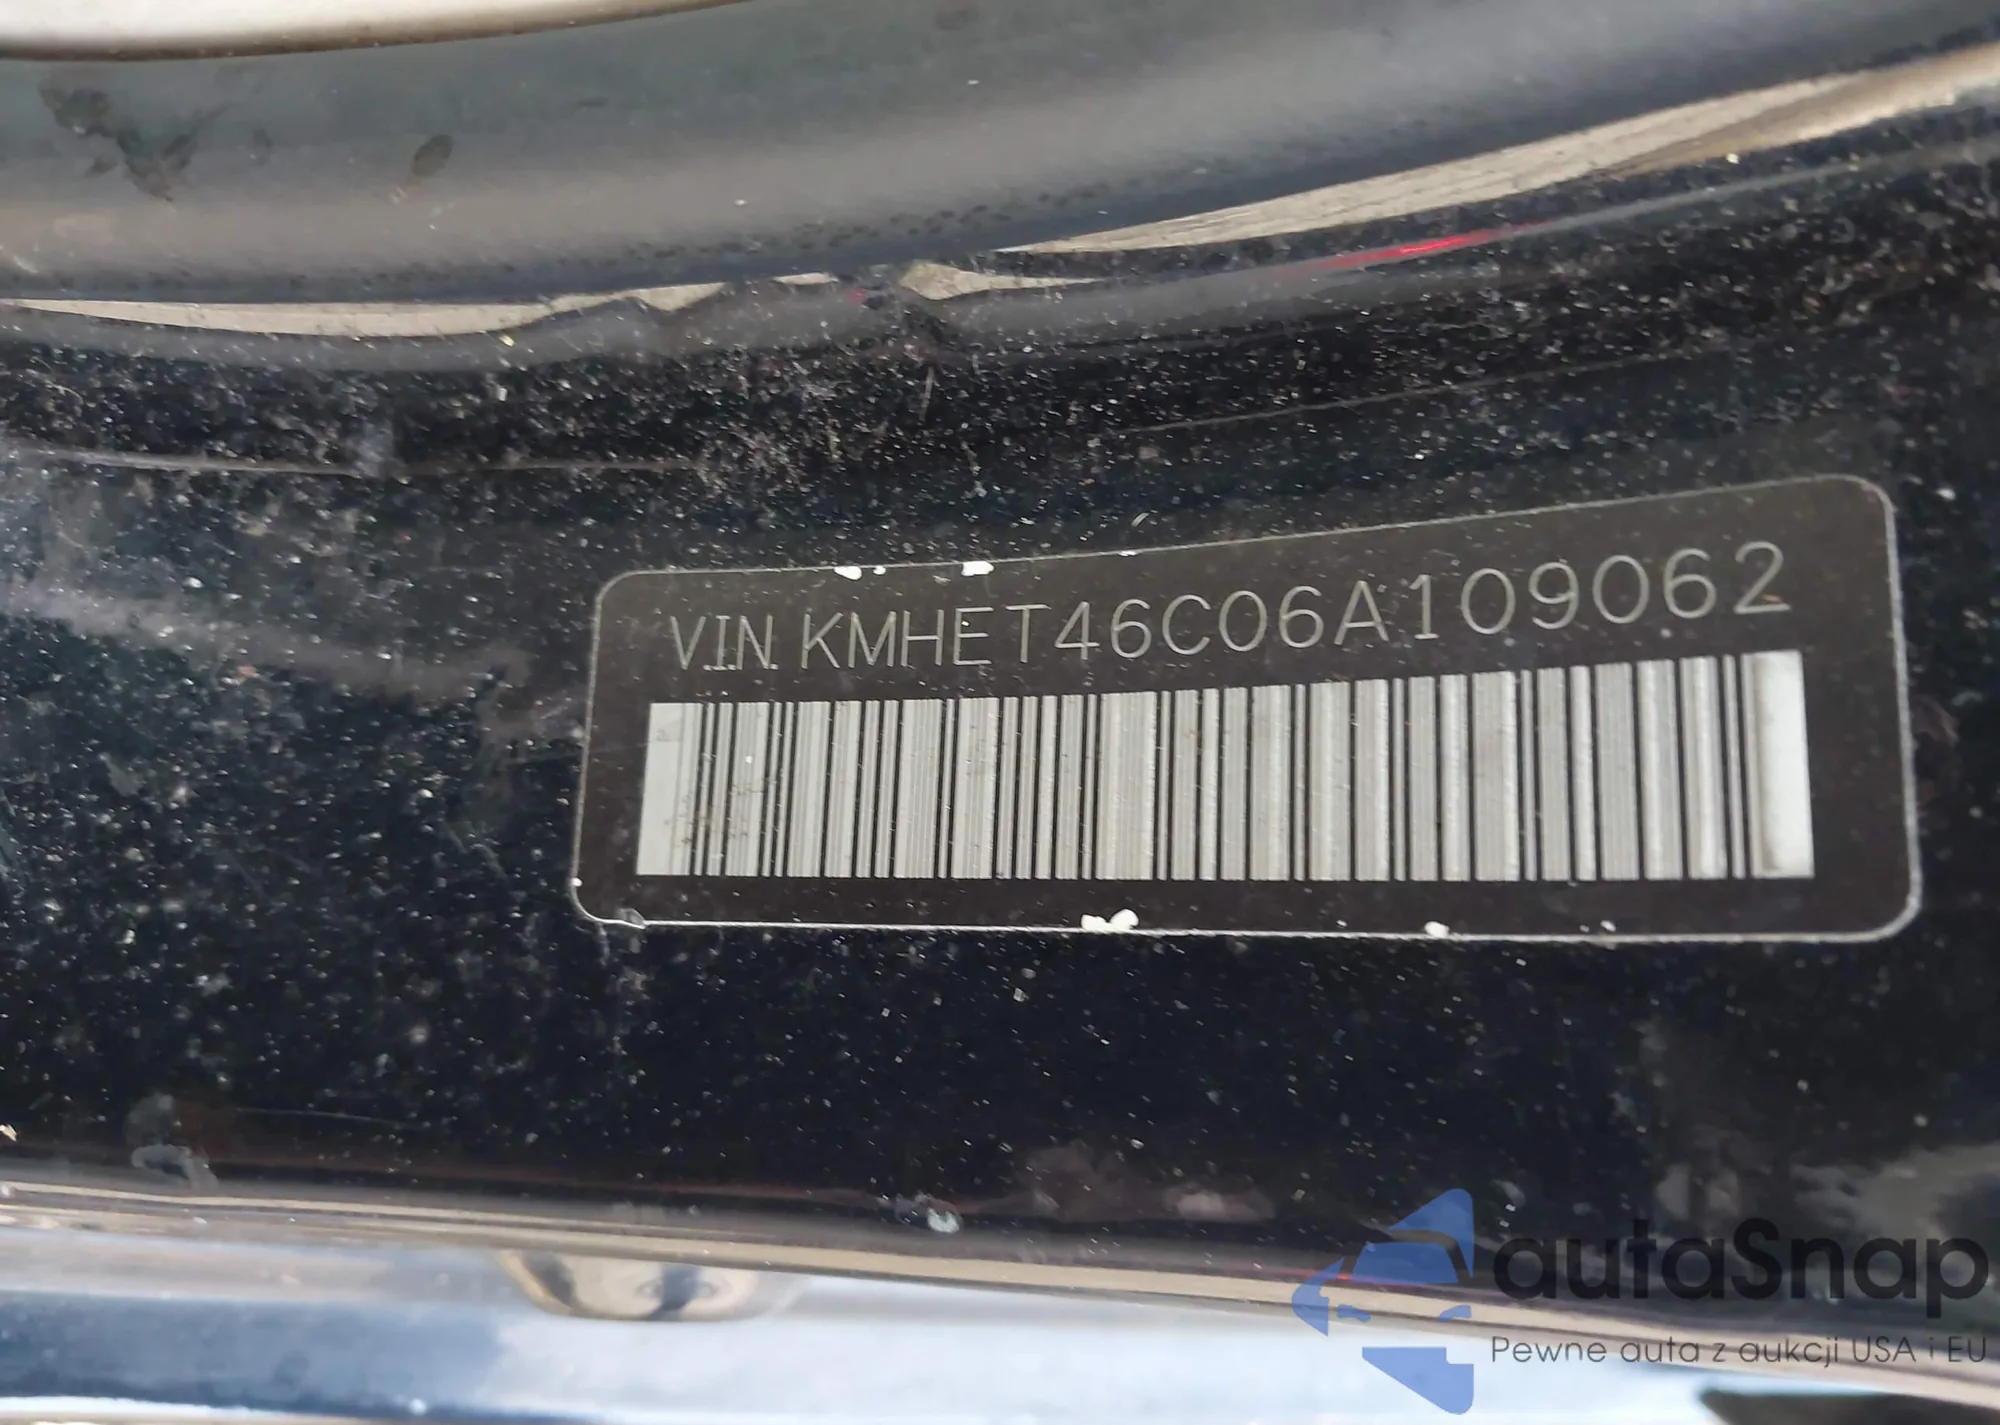 V.I.N. KMHET46C06A109062
autaSnap
Pewne auta z aukcji USA i EU